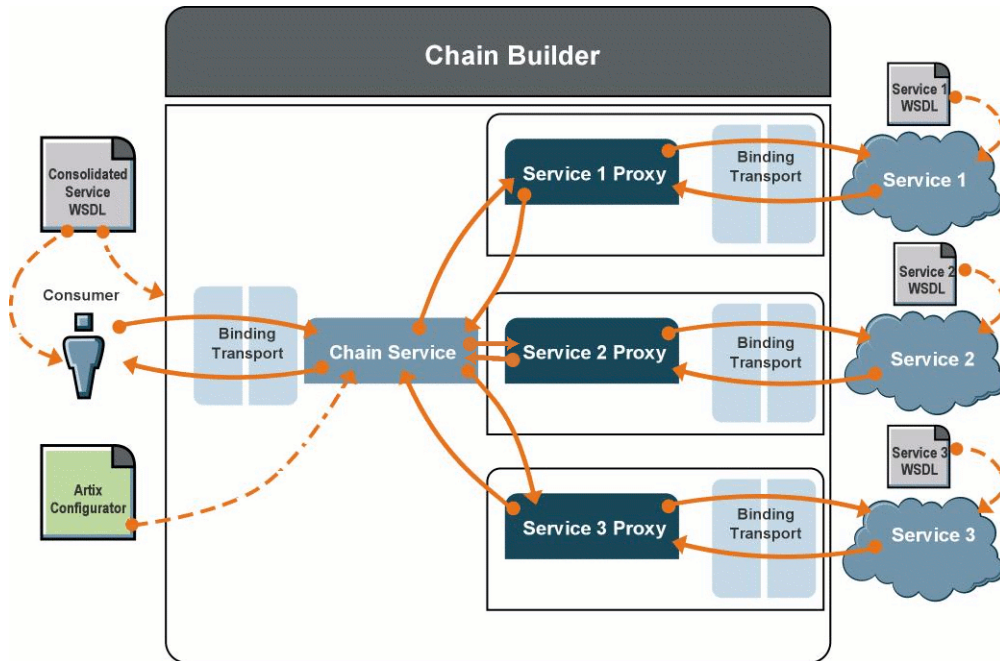 Chain Builder
Service 1
WSDL
Consolidated
Service
WSDL
Service 1 Proxy
Binding
Transport
Service 1
Service 2
WSDL
Consumer
Binding
Transport
Chain Service
Service 2 Proxy
Binding
Transport
Service 2
Service 3
WSDL
Artix
Configurator
Service 3 Proxy
Binding
Transport
Service 3